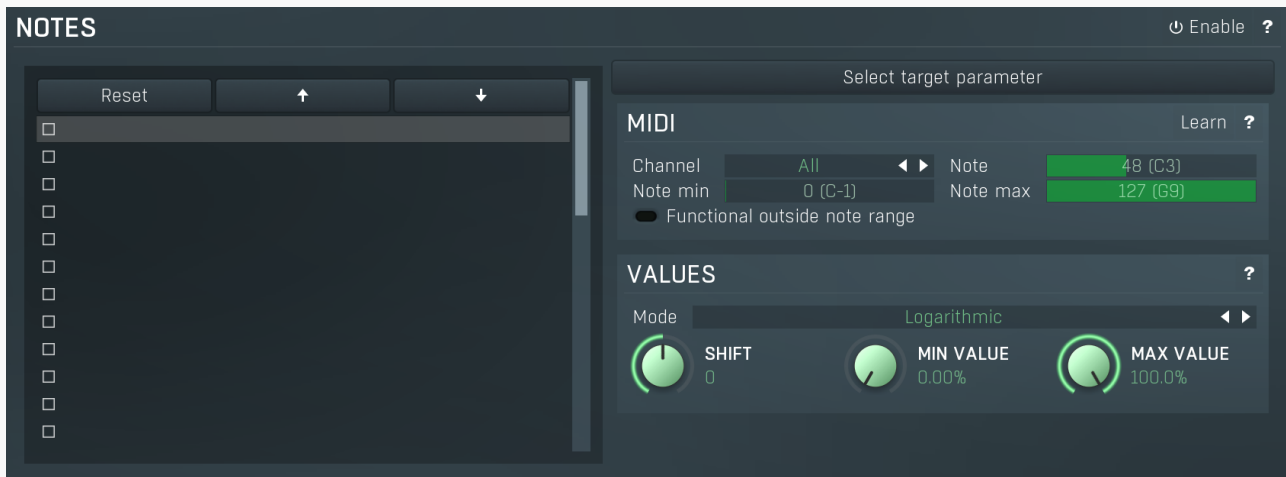 NOTES
Enable ?
Reset
Select target parameter
MIDI
Learn ?
Channel All Note 48 (C3)
Note min 0 (C-1) Note max 127 (G9)
Functional outside note range
VALUES
?
Mode Logarithmic
SHIFT
0
MIN VALUE
0.00%
MAX VALUE
100.0%